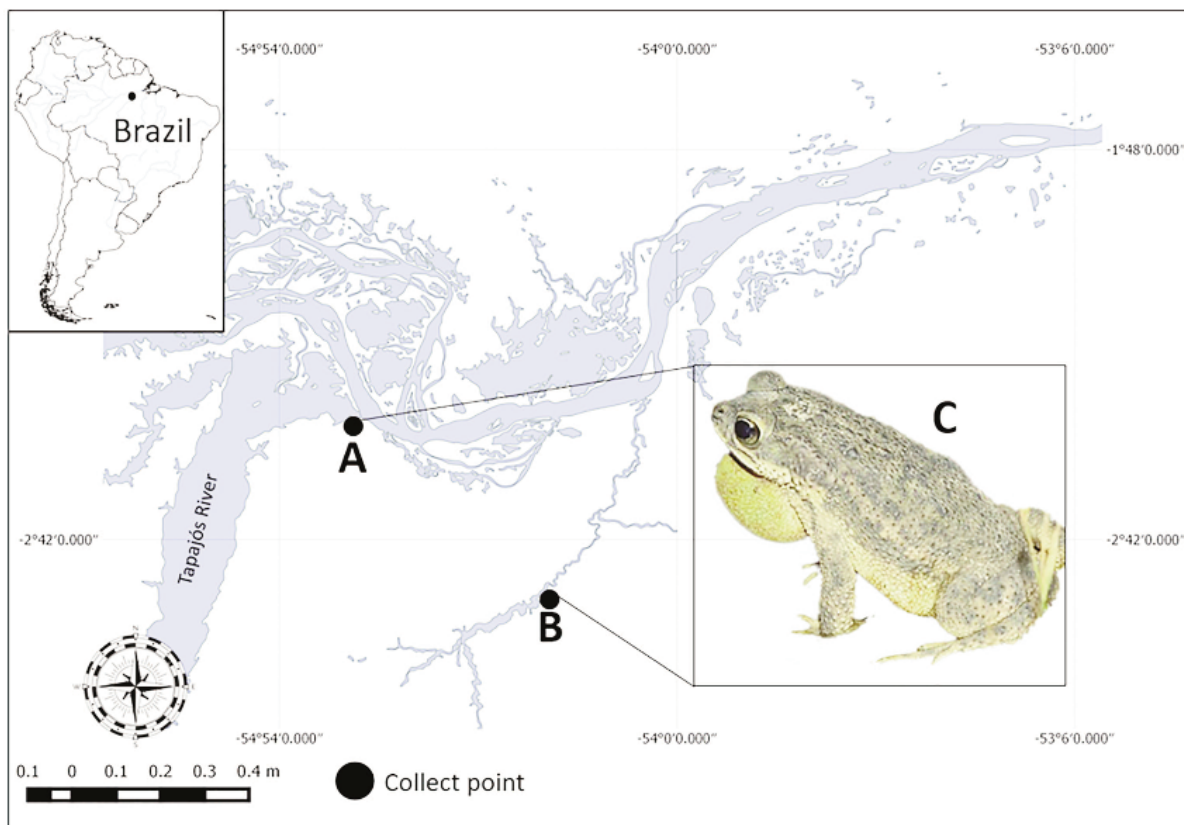 Brazil
-54°54′0.000″
-54°0′0.000″
-53°6′0.000″
-1°48′0.000″
A
C
Tapajós River
-2°42′0.000″
-2°42′0.000″
B
-54°54′0.000″
-54°0′0.000″
-53°6′0.000″
0.1 0 0.1 0.2 0.3 0.4 m
Collect point